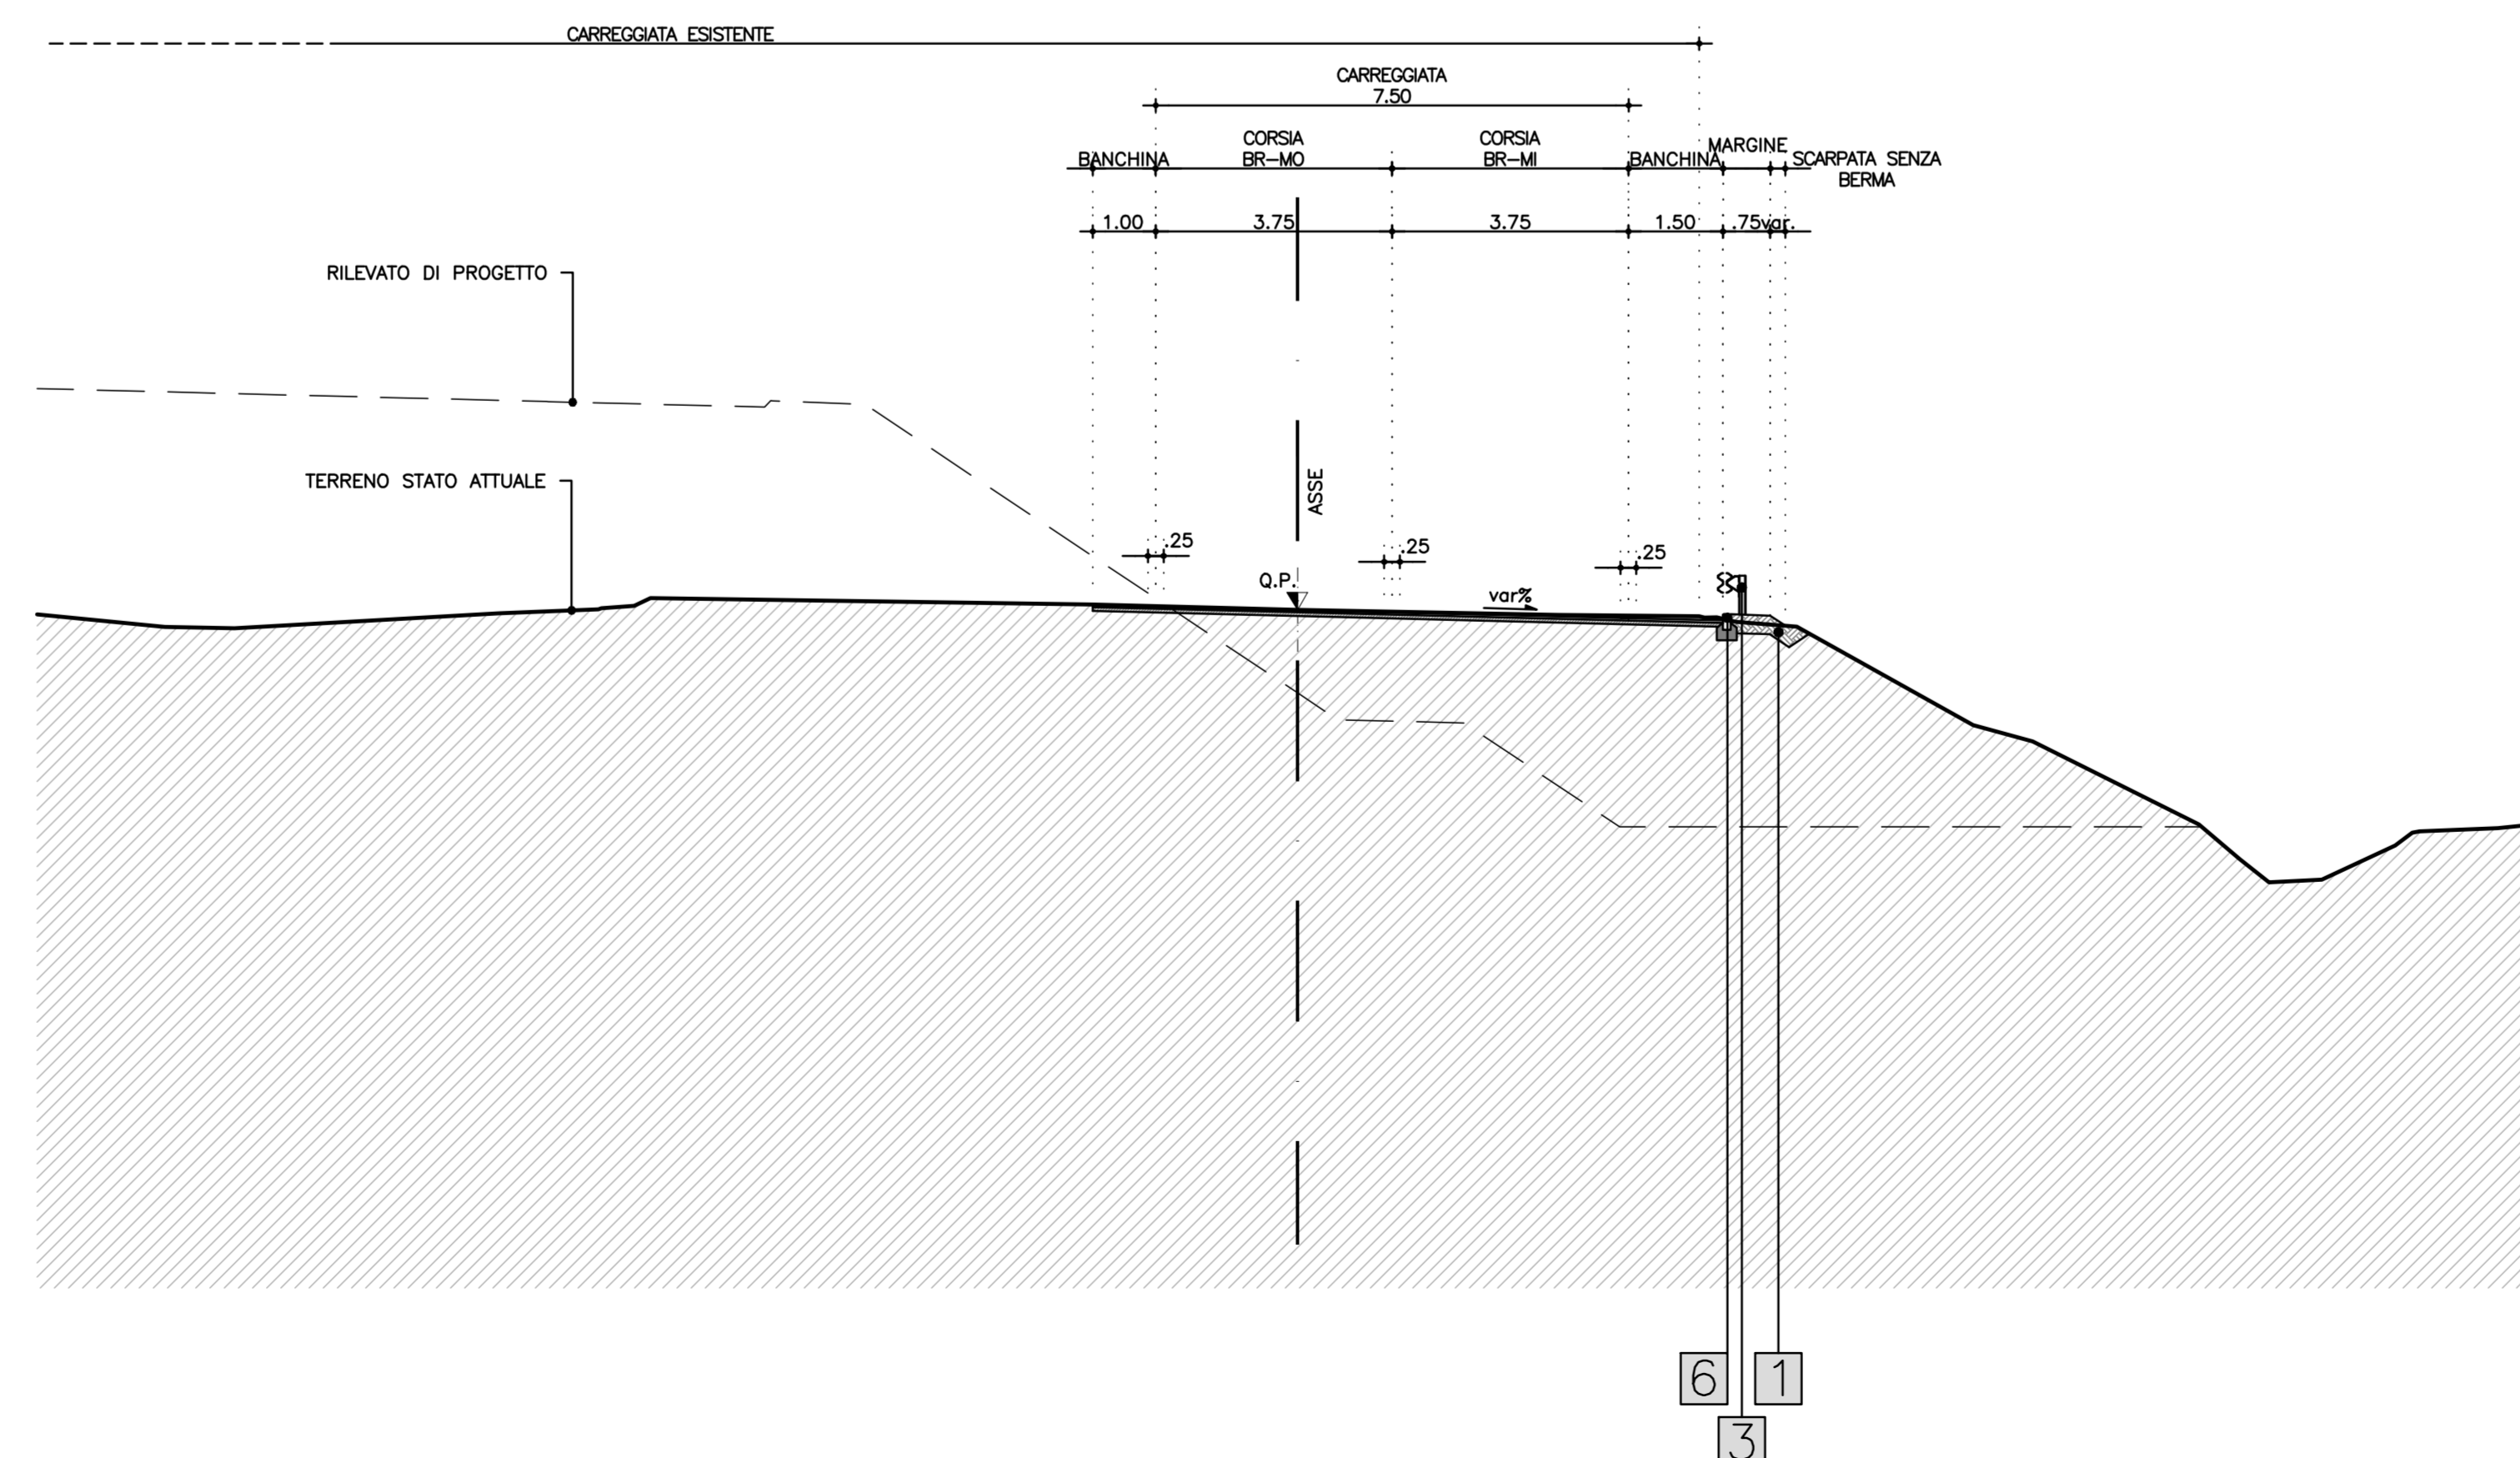 CARREGGIATA ESISTENTE
CARREGGIATA
7.50
CORSIA
BR-MO
CORSIA
BR-MI
BANCHINA
BANCHINA
MARGINE
SCARPATA SENZA
BERMA
1.00
3.75
3.75
1.50
.75
var.
RILEVATO DI PROGETTO
TERRENO STATO ATTUALE
ASSE
.25
.25
.25
Q.P.
var%
6
1
3